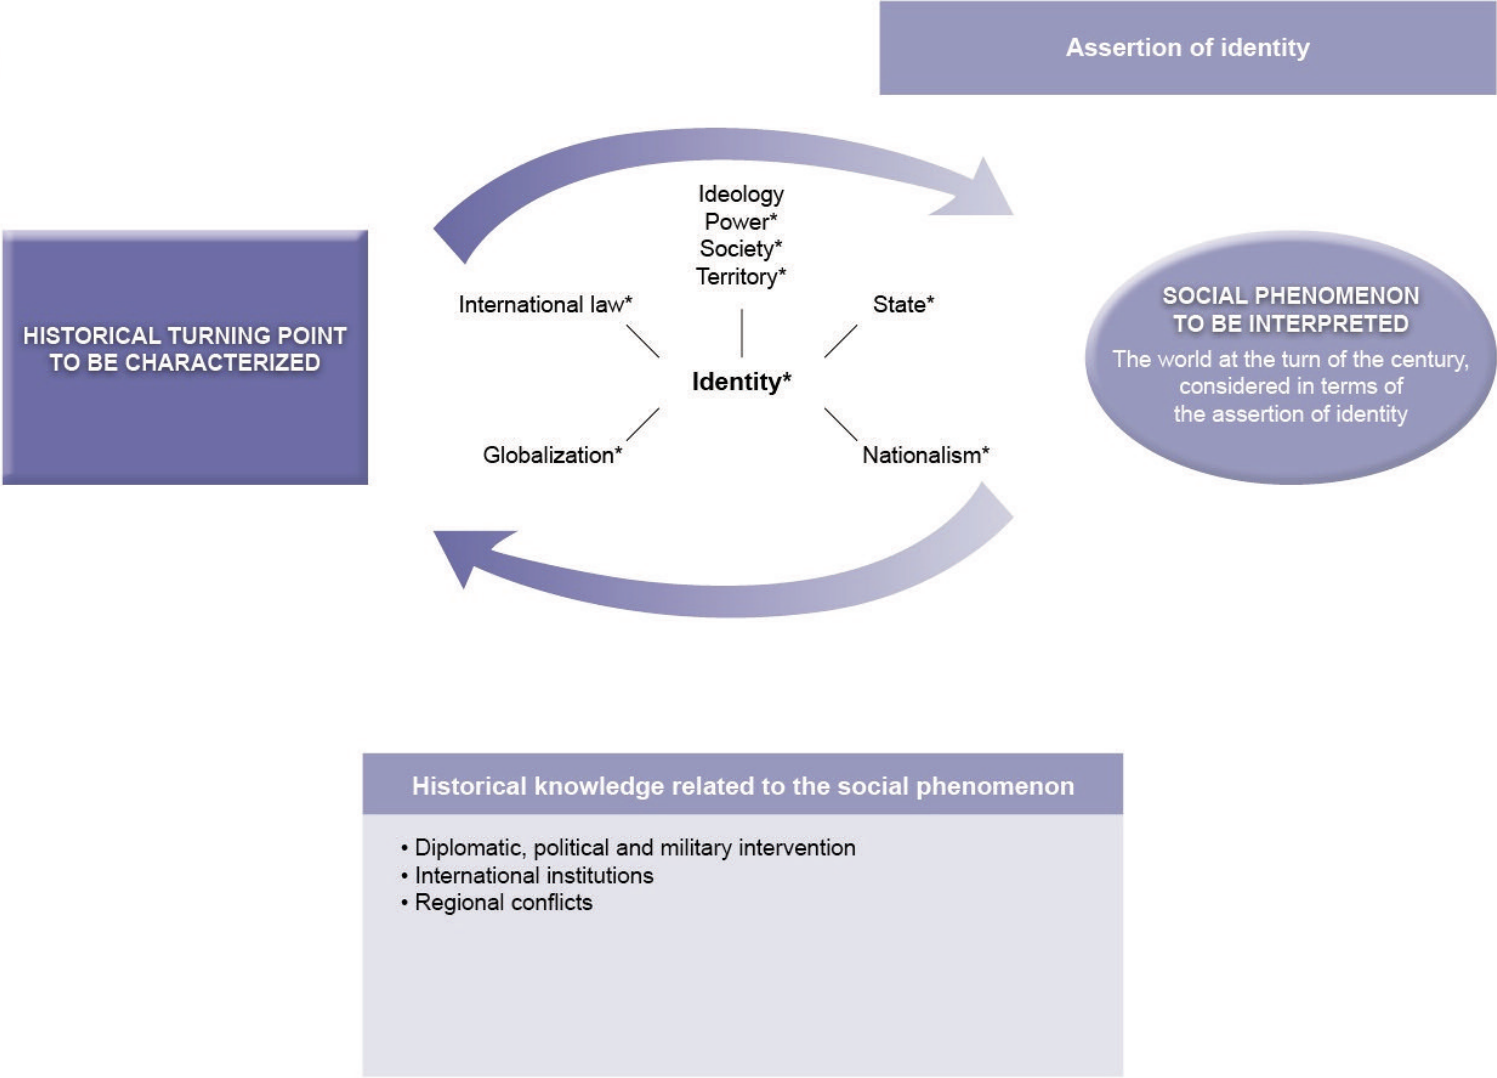 Assertion of identity
Ideology
Power*
Society*
Territory*
International law*
State*
Identity*
Globalization*
Nationalism*
HISTORICAL TURNING POINT
TO BE CHARACTERIZED
SOCIAL PHENOMENON
TO BE INTERPRETED
The world at the turn of the century,
considered in terms of
the assertion of identity
Historical knowledge related to the social phenomenon
• Diplomatic, political and military intervention
• International institutions
• Regional conflicts